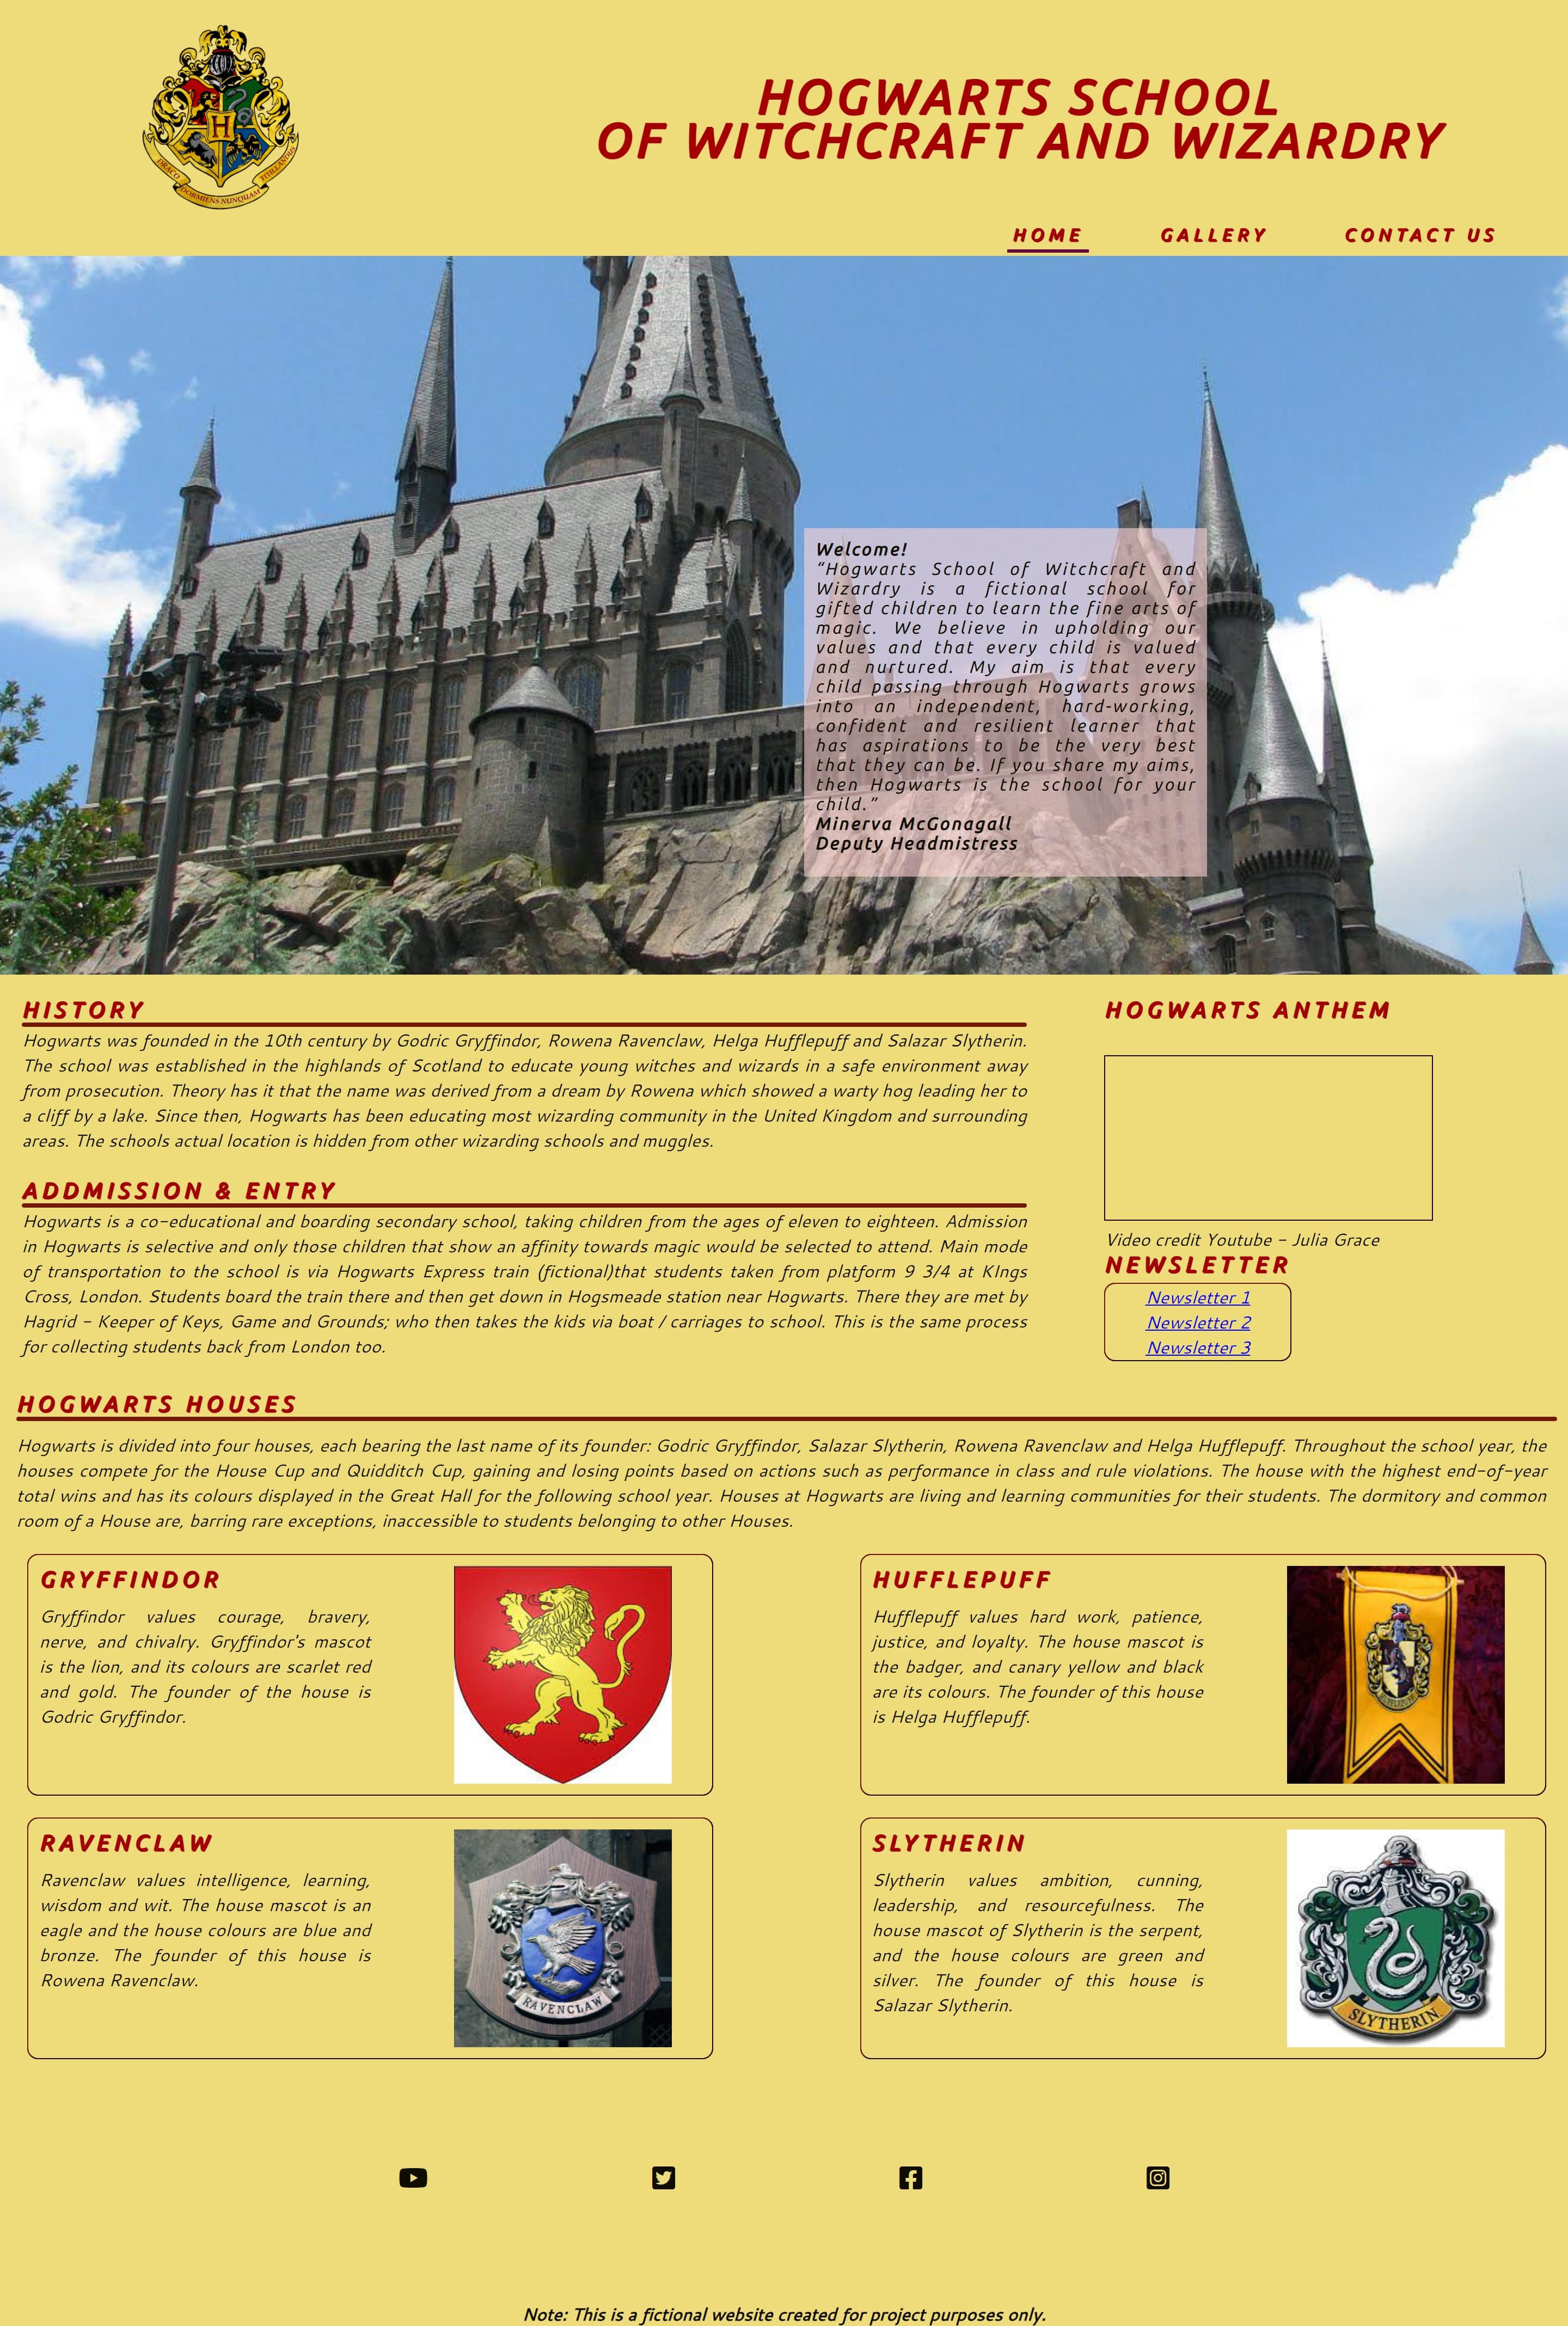 DRACO DORMIENS NUNQUAM TITILLANDUS
H
HOGWARTS SCHOOL
OF WITCHCRAFT AND WIZARDRY
HOME GALLERY CONTACT US
Welcome!
“Hogwarts School of Witchcraft and
Wizardry is a fictional school for
gifted children to learn the fine arts of
magic. We believe in upholding our
values and that every child is valued
and nurtured. My aim is that every
child passing through Hogwarts grows
into an independent, hard-working,
confident and resilient learner that
has aspirations to be the very best
that they can be. If you share my aims,
then Hogwarts is the school for your
child.”
Minerva McGonagall
Deputy Headmistress
HISTORY
Hogwarts was founded in the 10th century by Godric Gryffindor, Rowena Ravenclaw, Helga Hufflepuff and Salazar Slytherin.
The school was established in the highlands of Scotland to educate young witches and wizards in a safe environment away
from prosecution. Theory has it that the name was derived from a dream by Rowena which showed a warty hog leading her to
a cliff by a lake. Since then, Hogwarts has been educating most wizarding community in the United Kingdom and surrounding
areas. The schools actual location is hidden from other wizarding schools and muggles.
ADDMISSION & ENTRY
Hogwarts is a co-educational and boarding secondary school, taking children from the ages of eleven to eighteen. Admission
in Hogwarts is selective and only those children that show an affinity towards magic would be selected to attend. Main mode
of transportation to the school is via Hogwarts Express train (fictional)that students taken from platform 9 3/4 at KIngs
Cross, London. Students board the train there and then get down in Hogsmeade station near Hogwarts. There they are met by
Hagrid - Keeper of Keys, Game and Grounds; who then takes the kids via boat / carriages to school. This is the same process
for collecting students back from London too.
HOGWARTS ANTHEM
Video credit Youtube - Julia Grace
NEWSLETTER
Newsletter 1
Newsletter 2
Newsletter 3
HOGWARTS HOUSES
Hogwarts is divided into four houses, each bearing the last name of its founder: Godric Gryffindor, Salazar Slytherin, Rowena Ravenclaw and Helga Hufflepuff. Throughout the school year, the
houses compete for the House Cup and Quidditch Cup, gaining and losing points based on actions such as performance in class and rule violations. The house with the highest end-of-year
total wins and has its colours displayed in the Great Hall for the following school year. Houses at Hogwarts are living and learning communities for their students. The dormitory and common
room of a House are, barring rare exceptions, inaccessible to students belonging to other Houses.
GRYFFINDOR
Gryffindor values courage, bravery,
nerve, and chivalry. Gryffindor's mascot
is the lion, and its colours are scarlet red
and gold. The founder of the house is
Godric Gryffindor.
HUFFLEPUFF
Hufflepuff values hard work, patience,
justice, and loyalty. The house mascot is
the badger, and canary yellow and black
are its colours. The founder of this house
is Helga Hufflepuff.
HUFFLEPUFF
RAVENCLAW
Ravenclaw values intelligence, learning,
wisdom and wit. The house mascot is an
eagle and the house colours are blue and
bronze. The founder of this house is
Rowena Ravenclaw.
RAVENCLAW
SLYTHERIN
Slytherin values ambition, cunning,
leadership, and resourcefulness. The
house mascot of Slytherin is the serpent,
and the house colours are green and
silver. The founder of this house is
Salazar Slytherin.
SLYTHERIN
Note: This is a fictional website created for project purposes only.